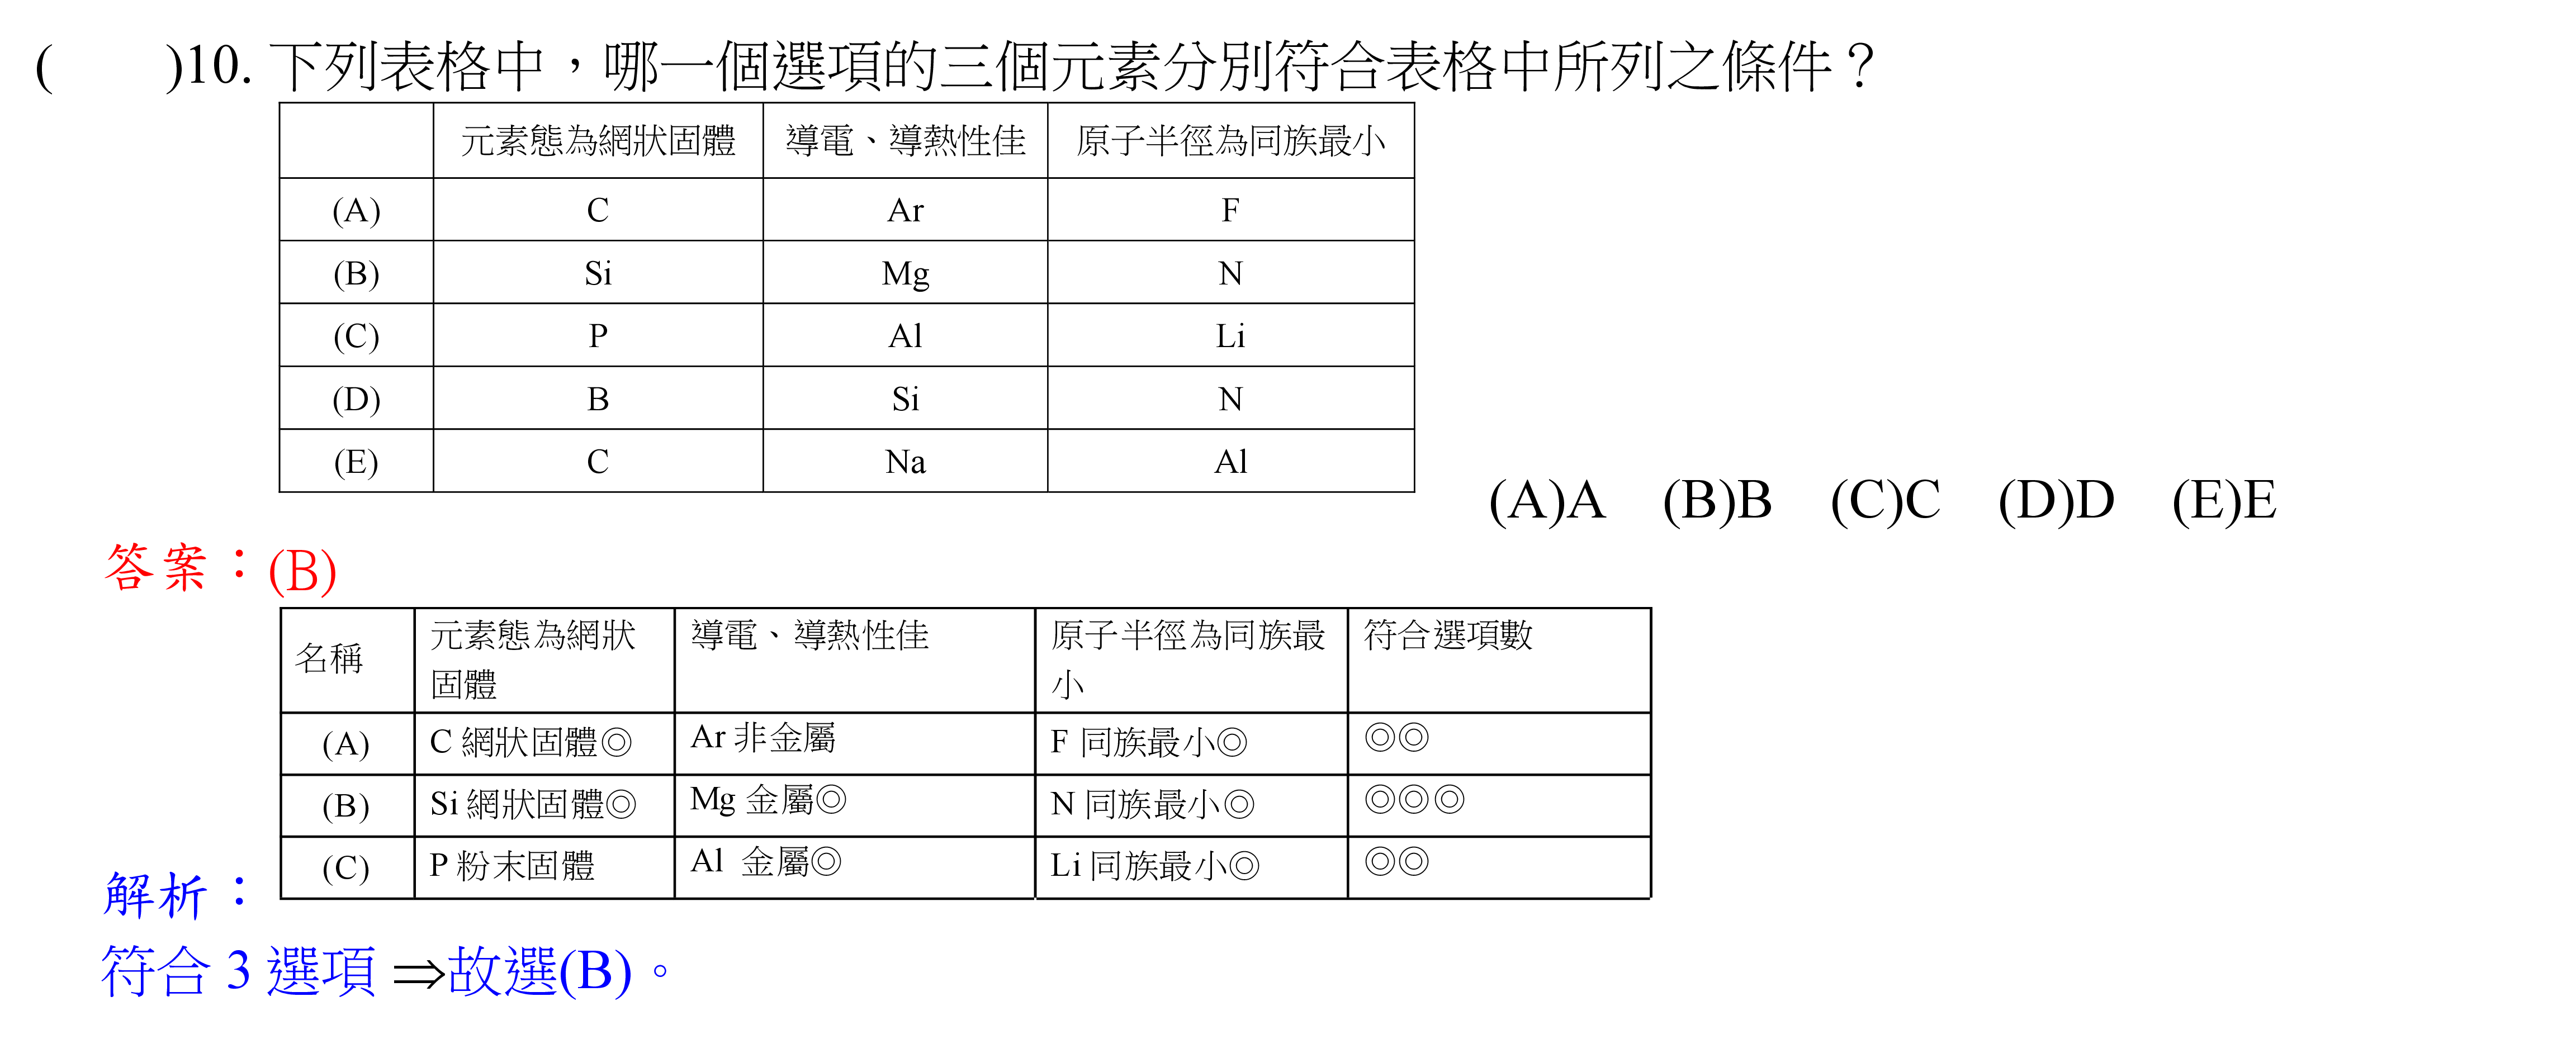 (　　)10. 下列表格中，哪一個選項的三個元素分別符合表格中所列之條件？
元素態為網狀固體 導電、導熱性佳 原子半徑為同族最小
(A) C Ar F
(B) Si Mg N
(C) P Al Li
(D) B Si N
(E) C Na Al
(A)A (B)B (C)C (D)D (E)E
答案：(B)
名稱 元素態為網狀固體 導電、導熱性佳 原子半徑為同族最小 符合選項數
(A) C 網狀固體◎ Ar 非金屬 F 同族最小◎ ◎◎
(B) Si 網狀固體◎ Mg 金屬◎ N 同族最小◎ ◎◎◎
(C) P 粉末固體 Al 金屬◎ Li 同族最小◎ ◎◎
解析：
符合 3 選項 ⇒故選(B)。